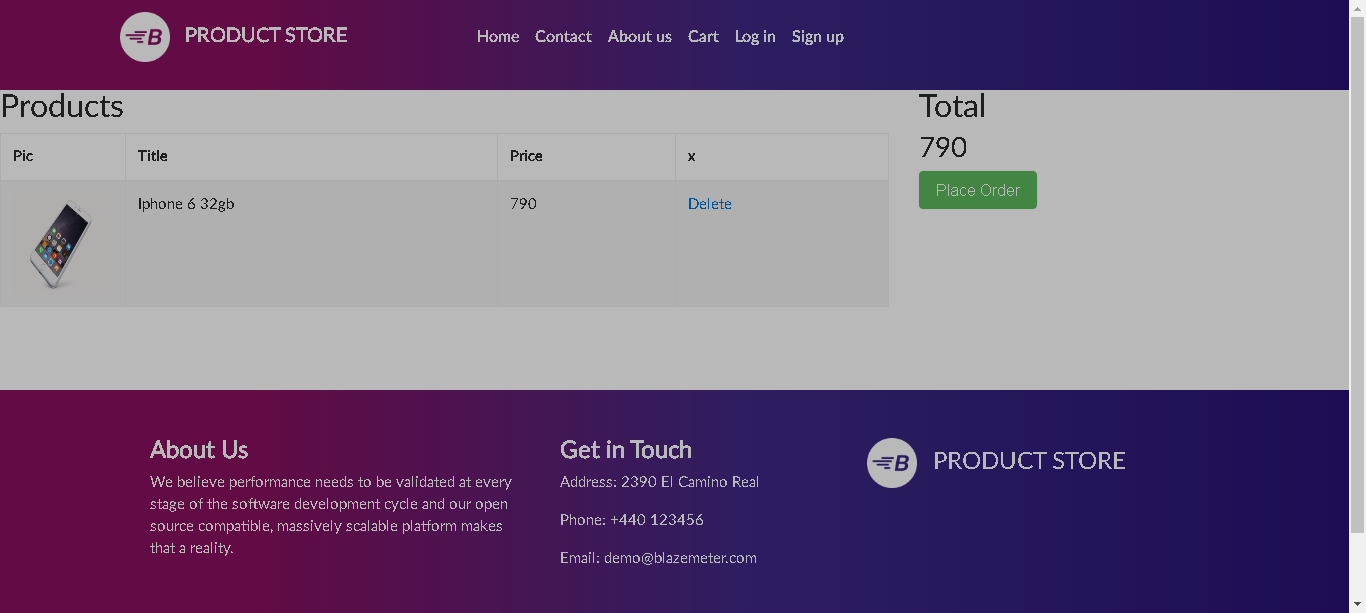 B PRODUCT STORE Home Contact About us Cart Log in Sign up
Products
Total
790
Pic Title Price x
Place Order
Iphone 6 32gb 790 Delete
About Us
We believe performance needs to be validated at every
stage of the software development cycle and our open
source compatible, massively scalable platform makes
that a reality.
Get in Touch
Address: 2390 El Camino Real
Phone: +440 123456
Email: demo@blazemeter.com
B PRODUCT STORE